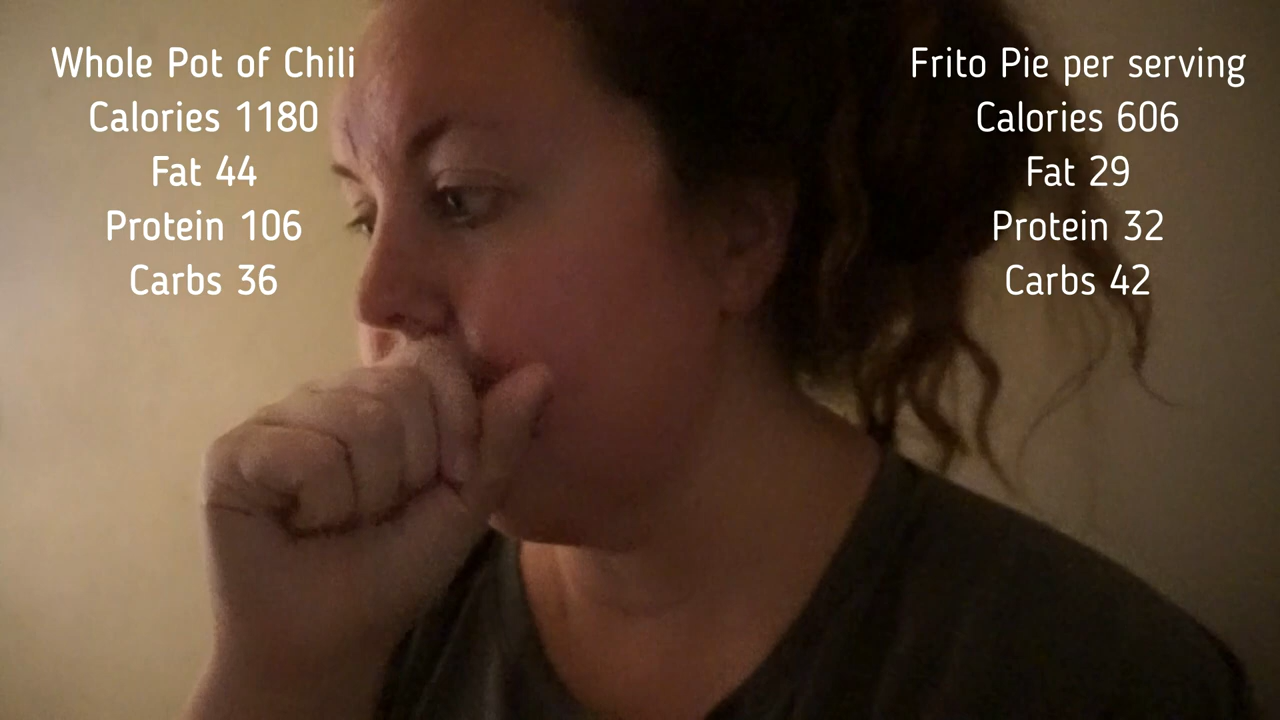 Whole Pot of Chili
Calories 1180
Fat 44
Protein 106
Carbs 36
Frito Pie per serving
Calories 606
Fat 29
Protein 32
Carbs 42